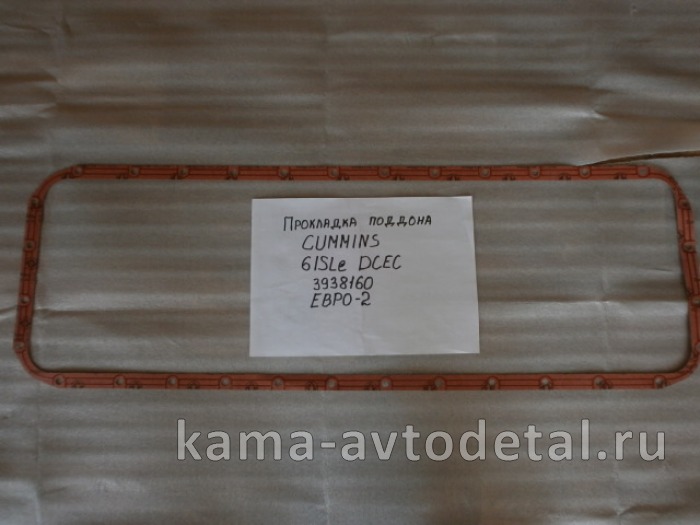 Прокладка поддона
CUMMINS
6ISLe DCEC
3938160
ЕВРО-2
kama-avtodetal.ru